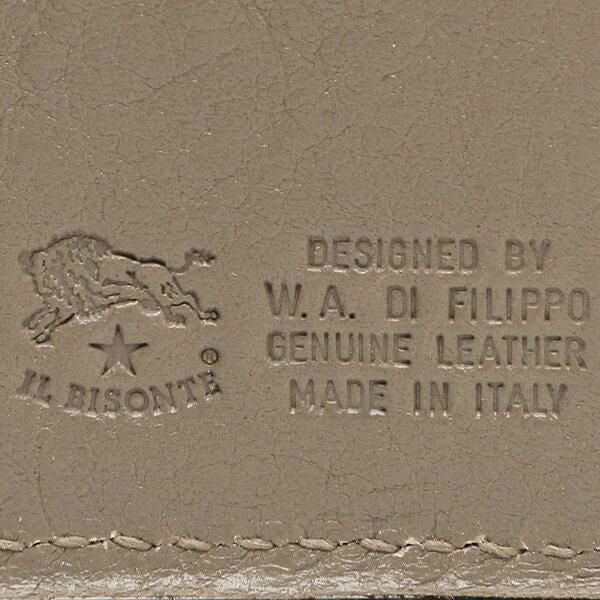 IL BISONTE®
DESIGNED BY
W. A. DI FILIPPO
GENUINE LEATHER
MADE IN ITALY